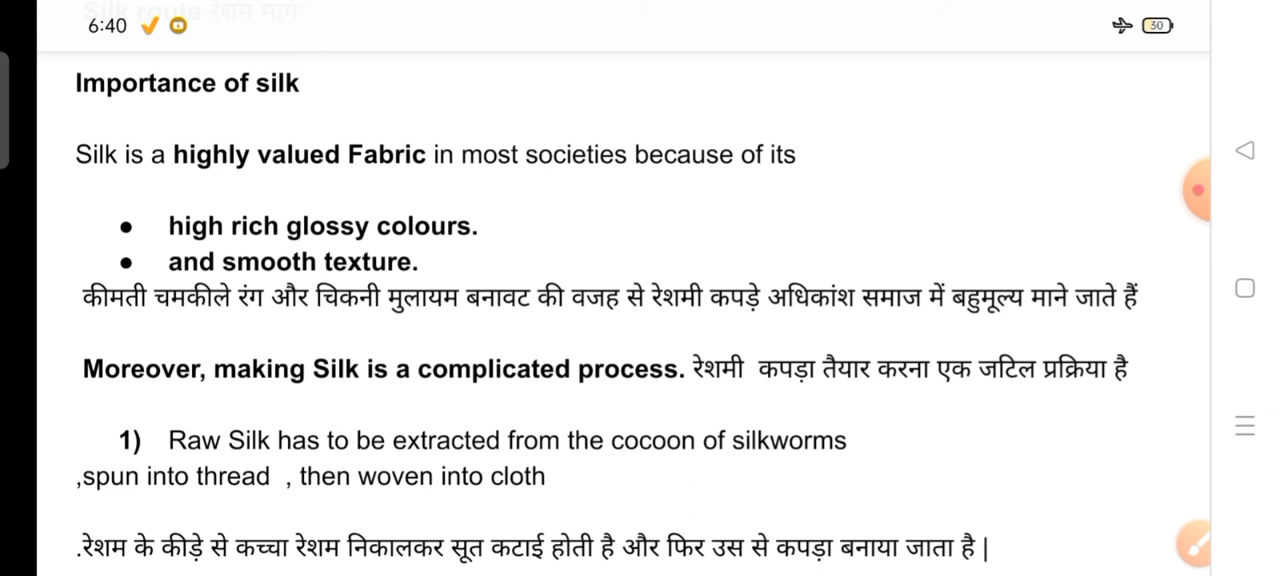 Silk route रेशम मार्ग
6:40
30
Importance of silk
Silk is a highly valued Fabric in most societies because of its
● high rich glossy colours.
● and smooth texture.
कीमती चमकीले रंग और चिकनी मुलायम बनावट की वजह से रेशमी कपड़े अधिकांश समाज में बहुमूल्य माने जाते हैं
Moreover, making Silk is a complicated process. रेशमी कपड़ा तैयार करना एक जटिल प्रक्रिया है
1) Raw Silk has to be extracted from the cocoon of silkworms
,spun into thread , then woven into cloth
.रेशम के कीड़े से कच्चा रेशम निकालकर सूत कटाई होती है और फिर उस से कपड़ा बनाया जाता है |